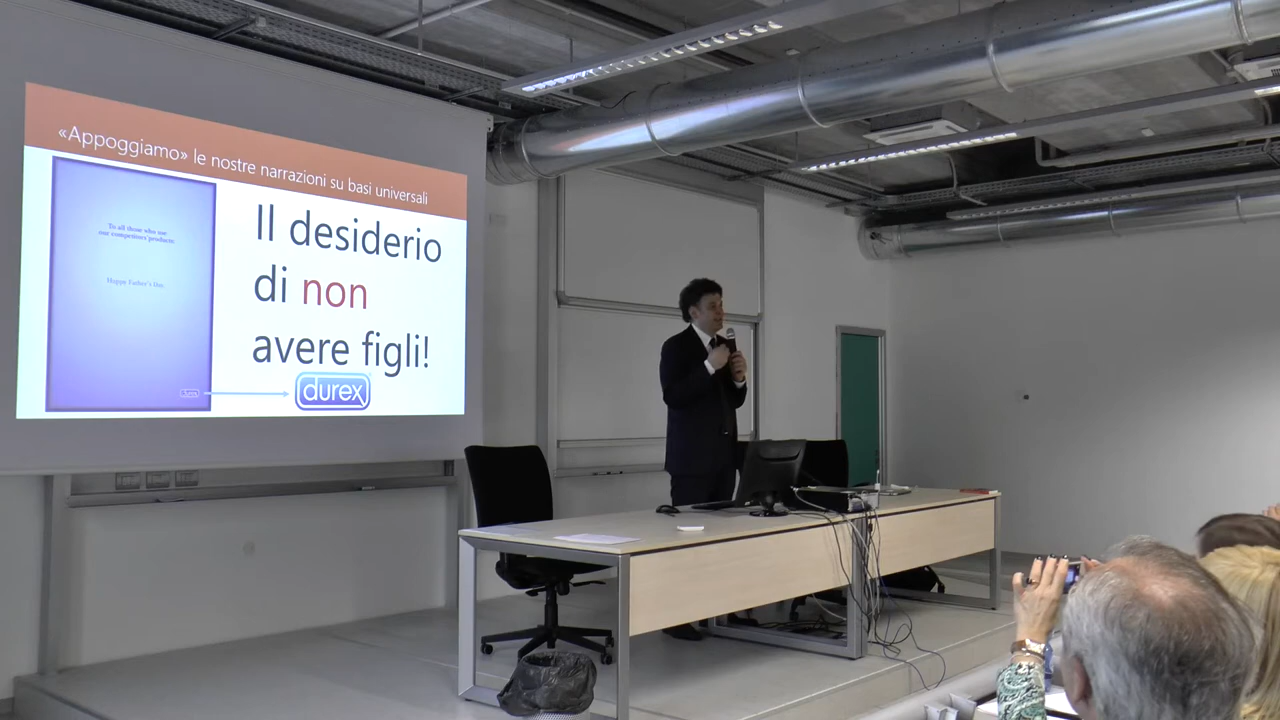 «Appoggiamo» le nostre narrazioni su basi universali
To all those who use
our competitors' products:
Happy Father's Day.
Il desiderio
di non
avere figli!
durex